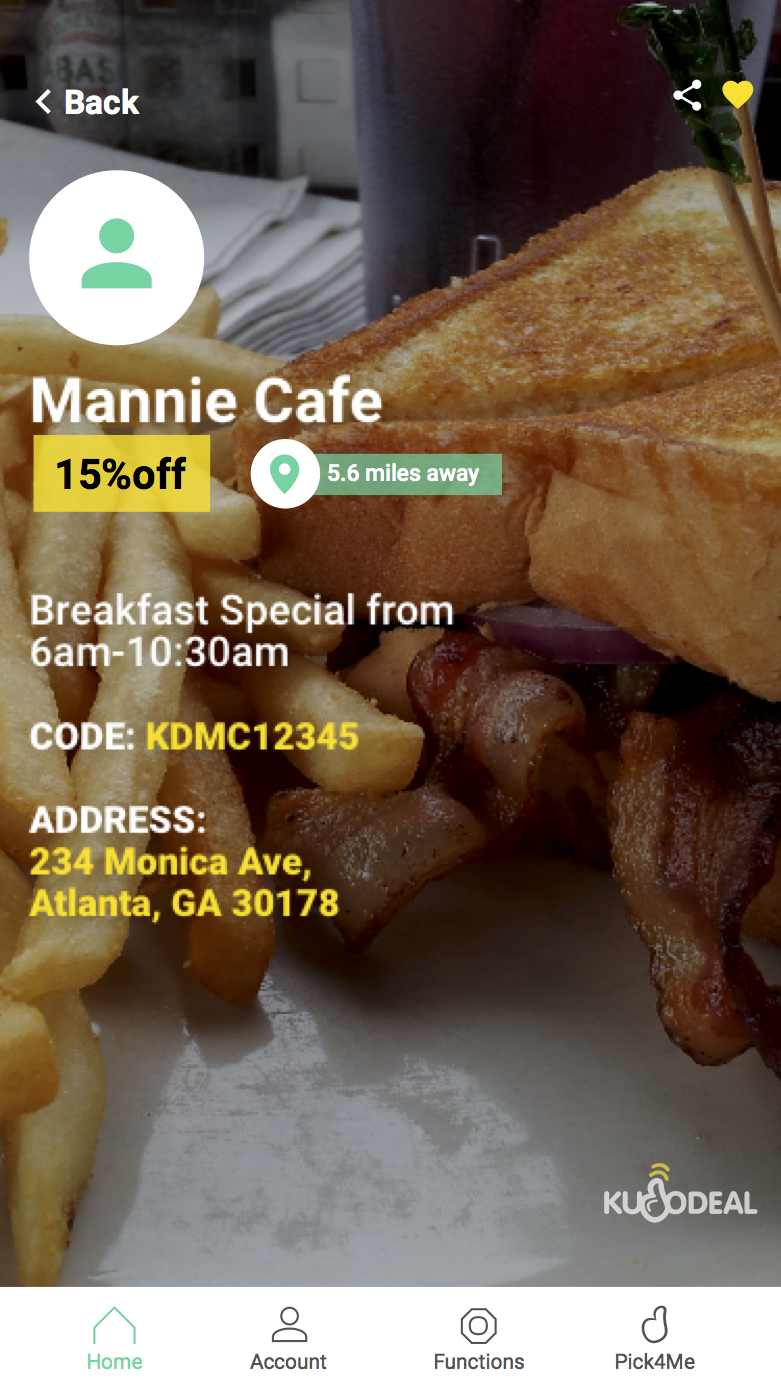 Back
Mannie Cafe
15%off
5.6 miles away
Breakfast Special from
6am-10:30am
CODE: KDMC12345
ADDRESS:
234 Monica Ave,
Atlanta, GA 30178
KUDODEAL
Home
Account
Functions
Pick4Me